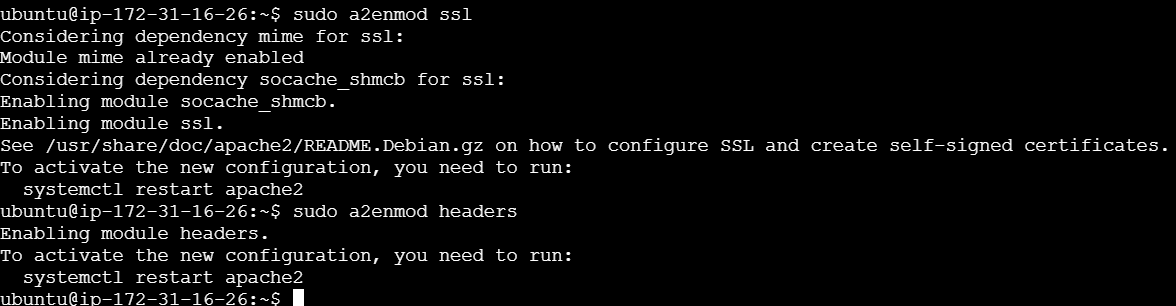 ubuntu@ip-172-31-16-26:~$ sudo a2enmod ssl
Considering dependency mime for ssl:
Module mime already enabled
Considering dependency socache_shmcb for ssl:
Enabling module socache_shmcb.
Enabling module ssl.
See /usr/share/doc/apache2/README.Debian.gz on how to configure SSL and create self-signed certificates.
To activate the new configuration, you need to run:
  systemctl restart apache2
ubuntu@ip-172-31-16-26:~$ sudo a2enmod headers
Enabling module headers.
To activate the new configuration, you need to run:
  systemctl restart apache2
ubuntu@ip-172-31-16-26:~$